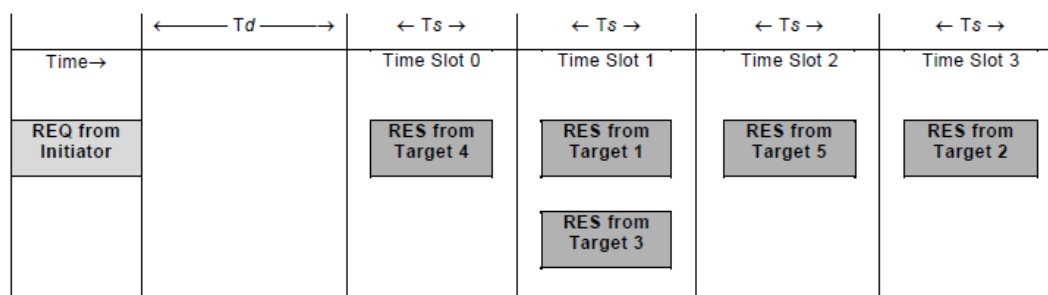 ← Td →
← Ts →
← Ts →
← Ts →
← Ts →
Time→
Time Slot 0
Time Slot 1
Time Slot 2
Time Slot 3
REQ from
Initiator
RES from
Target 4
RES from
Target 1
RES from
Target 5
RES from
Target 2
RES from
Target 3